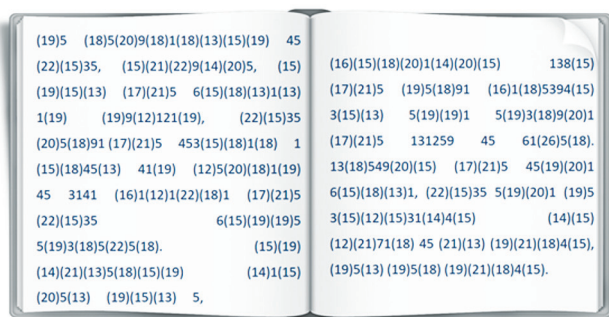 (19)5 (18)5(20)9(18)1(18)(13)(15)(19) 45
(22)(15)35, (15)(21)(22)9(14)(20)5, (15)
(19)(15)(13) (17)(21)5 6(15)(18)(13)1(13)
1(19) (19)9(12)121(19), (22)(15)35
(20)5(18)91 (17)(21)5 453(15)(18)1(18) 1
(15)(18)45(13) 41(19) (12)5(20)(18)1(19)
45 3141 (16)1(12)1(22)(18)1 (17)(21)5
(22)(15)35 6(15)(19)(19)5
5(19)3(18)5(22)5(18). (15)(19)
(14)(21)(13)5(18)(15)(19) (14)1(15)
(20)5(13) (19)(15)(13) 5,
(16)(15)(18)(20)1(14)(20)(15) 138(15)
(17)(21)5 (19)5(18)91 (16)1(18)5394(15)
3(15)(13) 5(19)(19)1 5(19)3(18)9(20)1
(17)(21)5 131259 45 61(26)5(18).
13(18)549(20)(15) (17)(21)5 45(19)(20)1
6(15)(18)(13)1, (22)(15)35 5(19)(20)1 (19)5
3(15)(12)(15)31(14)4(15) (14)(15)
(12)(21)71(18) 45 (21)(13) (19)(21)(18)4(15),
(19)5(13) (19)5(18) (19)(21)(18)4(15).